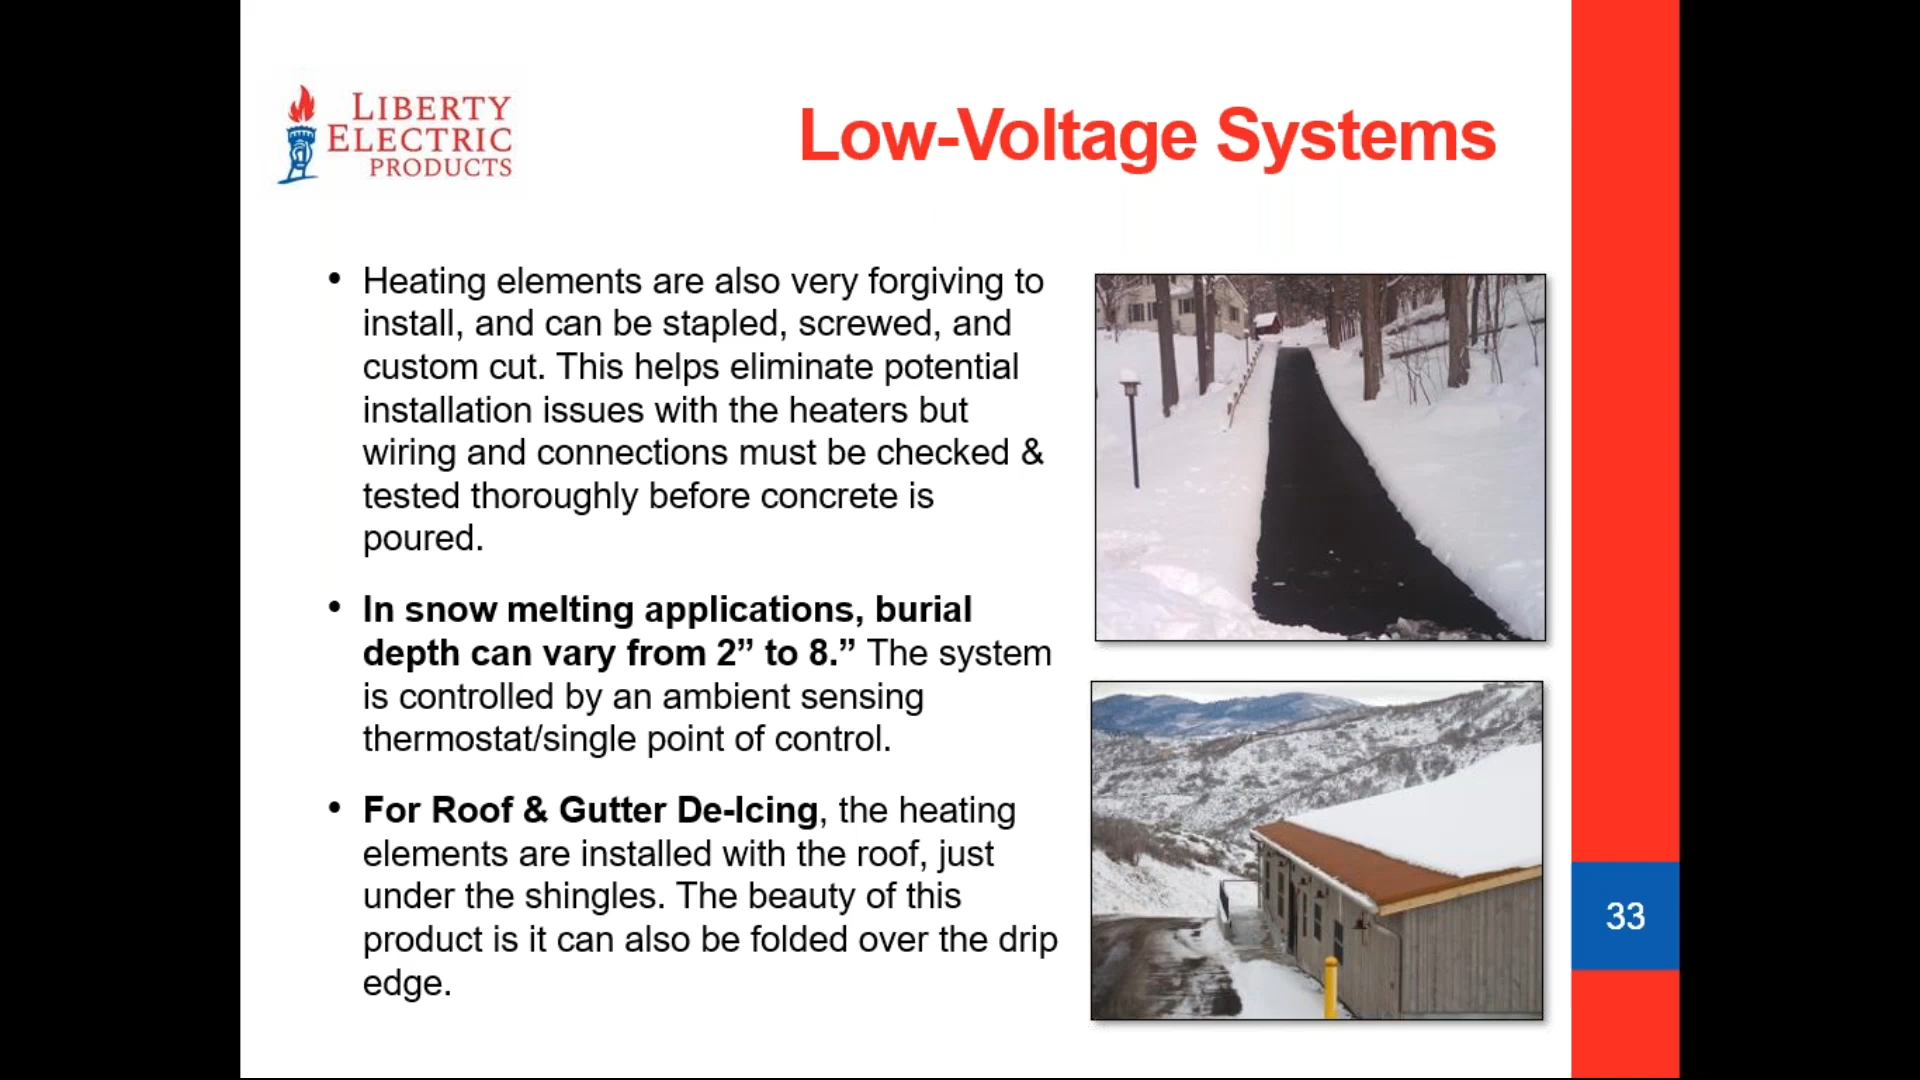 LIBERTY
ELECTRIC
PRODUCTS
Low-Voltage Systems
• Heating elements are also very forgiving to
install, and can be stapled, screwed, and
custom cut. This helps eliminate potential
installation issues with the heaters but
wiring and connections must be checked &
tested thoroughly before concrete is
poured.
• In snow melting applications, burial
depth can vary from 2” to 8.” The system
is controlled by an ambient sensing
thermostat/single point of control.
• For Roof & Gutter De-Icing, the heating
elements are installed with the roof, just
under the shingles. The beauty of this
product is it can also be folded over the drip
edge.
33